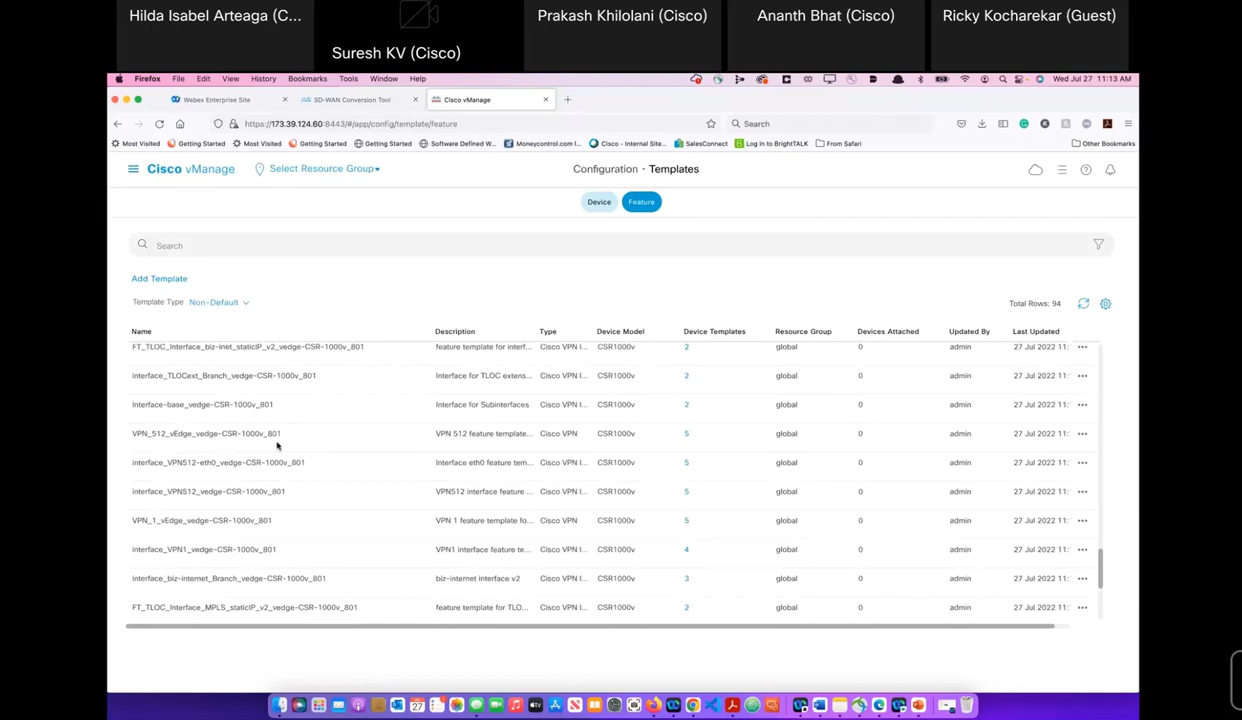 Hilda Isabel Arteaga (C...
Suresh KV (Cisco)
Prakash Khilolani (Cisco)
Ananth Bhat (Cisco)
Ricky Kocharekar (Guest)
Firefox File Edit View History Bookmarks Tools Window Help
Wed Jul 27 11:13 AM
Webex Enterprise Site
SD-WAN Conversion Tool
Cisco vManage
https://173.39.124.60:8443/#/app/config/template/feature
Search
Most Visited Getting Started Most Visited Getting Started Getting Started Software Defined W... Moneycontrol.com I... Cisco - Internal Site... SalesConnect Log in to BrightTALK From Safari Other Bookmarks
Cisco vManage
Select Resource Group
Configuration · Templates
Device
Feature
Search
Add Template
Template Type Non-Default
Total Rows: 94
Name Description Type Device Model Device Templates Resource Group Devices Attached Updated By Last Updated
FT_TLOC_Interface_biz-inet_staticIP_v2_vedge-CSR-1000v_801 feature template for interf... Cisco VPN I... CSR1000v 2 global 0 admin 27 Jul 2022 11:
interface_TLOCext_Branch_vedge-CSR-1000v_801 Interface for TLOC extens... Cisco VPN I... CSR1000v 2 global 0 admin 27 Jul 2022 11:
Interface-base_vedge-CSR-1000v_801 Interface for Subinterfaces Cisco VPN I... CSR1000v 2 global 0 admin 27 Jul 2022 11:
VPN_512_vEdge_vedge-CSR-1000v_801 VPN 512 feature template... Cisco VPN CSR1000v 5 global 0 admin 27 Jul 2022 11:
interface_VPN512-eth0_vedge-CSR-1000v_801 Interface eth0 feature tem... Cisco VPN I... CSR1000v 5 global 0 admin 27 Jul 2022 11:
interface_VPN512_vedge-CSR-1000v_801 VPN512 interface feature ... Cisco VPN I... CSR1000v 5 global 0 admin 27 Jul 2022 11:
VPN_1_vEdge_vedge-CSR-1000v_801 VPN 1 feature template fo... Cisco VPN CSR1000v 5 global 0 admin 27 Jul 2022 11:
interface_VPN1_vedge-CSR-1000v_801 VPN1 interface feature te... Cisco VPN I... CSR1000v 4 global 0 admin 27 Jul 2022 11:
interface_biz-internet_Branch_vedge-CSR-1000v_801 biz-internet interface v2 Cisco VPN I... CSR1000v 3 global 0 admin 27 Jul 2022 11:
FT_TLOC_Interface_MPLS_staticIP_v2_vedge-CSR-1000v_801 feature template for TLO... Cisco VPN I... CSR1000v 2 global 0 admin 27 Jul 2022 11: